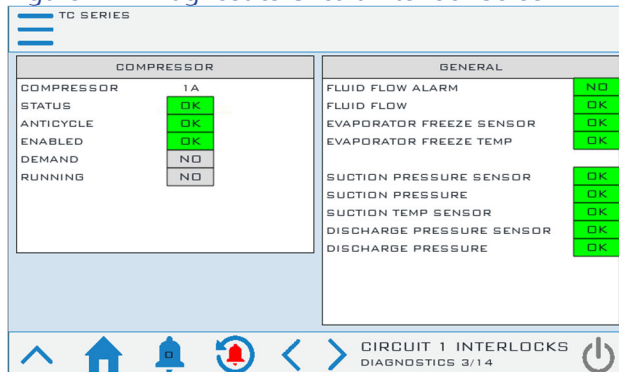 TC SERIES
COMPRESSOR
COMPRESSOR 1A
STATUS OK
ANTICYCLE OK
ENABLED OK
DEMAND NO
RUNNING NO
GENERAL
FLUID FLOW ALARM NO
FLUID FLOW OK
EVAPORATOR FREEZE SENSOR OK
EVAPORATOR FREEZE TEMP OK
SUCTION PRESSURE SENSOR OK
SUCTION PRESSURE OK
SUCTION TEMP SENSOR OK
DISCHARGE PRESSURE SENSOR OK
DISCHARGE PRESSURE OK
0
CIRCUIT 1 INTERLOCKS
DIAGNOSTICS 3/14